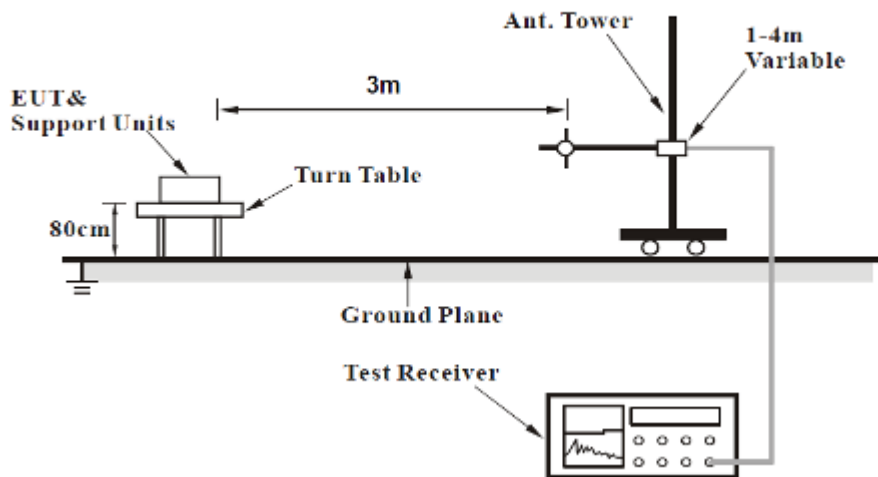 Ant. Tower
1-4m
Variable
3m
EUT&
Support Units
Turn Table
80cm
Ground Plane
Test Receiver